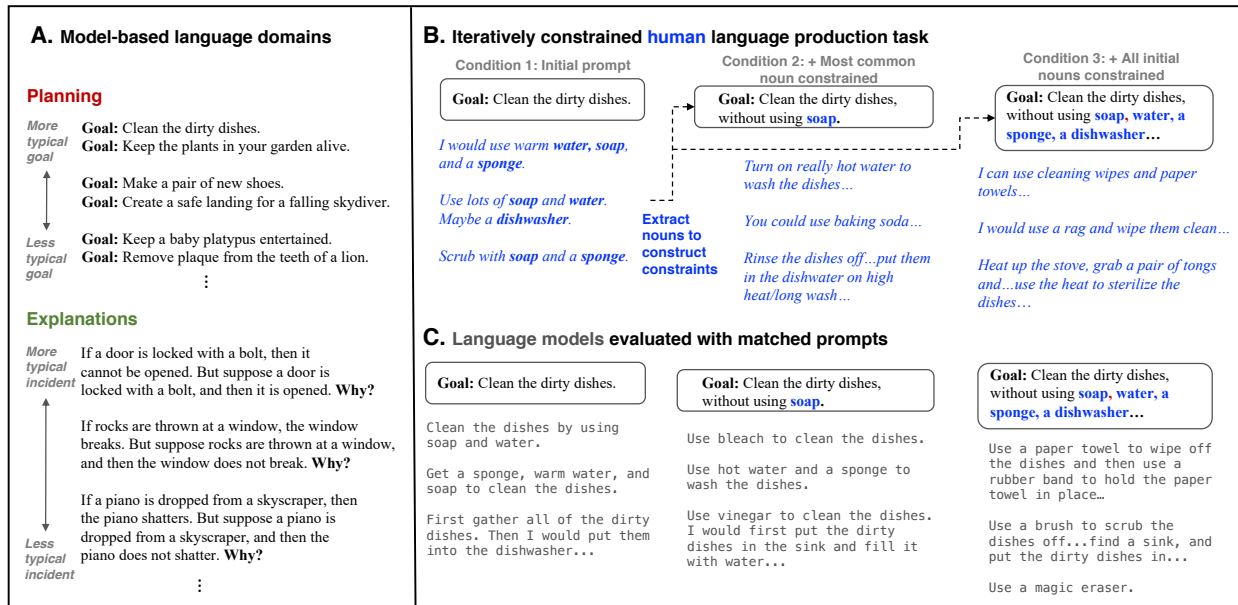 A. Model-based language domains
Planning
More
typical
goal
Less
typical
goal
Goal: Clean the dirty dishes.
Goal: Keep the plants in your garden alive.
Goal: Make a pair of new shoes.
Goal: Create a safe landing for a falling skydiver.
Goal: Keep a baby platypus entertained.
Goal: Remove plaque from the teeth of a lion.
⋮
Explanations
More
typical
incident
Less
typical
incident
If a door is locked with a bolt, then it
cannot be opened. But suppose a door is
locked with a bolt, and then it is opened. Why?
If rocks are thrown at a window, the window
breaks. But suppose rocks are thrown at a window,
and then the window does not break. Why?
If a piano is dropped from a skyscraper, then
the piano shatters. But suppose a piano is
dropped from a skyscraper, and then the
piano does not shatter. Why?
⋮
B. Iteratively constrained human language production task
Condition 1: Initial prompt
Goal: Clean the dirty dishes.
I would use warm water, soap,
and a sponge.
Use lots of soap and water.
Maybe a dishwasher.
Scrub with soap and a sponge.
Extract
nouns to
construct
constraints
Condition 2: + Most common
noun constrained
Goal: Clean the dirty dishes,
without using soap.
Turn on really hot water to
wash the dishes…
You could use baking soda…
Rinse the dishes off…put them
in the dishwater on high
heat/long wash…
Condition 3: + All initial
nouns constrained
Goal: Clean the dirty dishes,
without using soap, water, a
sponge, a dishwasher…
I can use cleaning wipes and paper
towels…
I would use a rag and wipe them clean…
Heat up the stove, grab a pair of tongs
and…use the heat to sterilize the
dishes…
C. Language models evaluated with matched prompts
Goal: Clean the dirty dishes.
Clean the dishes by using
soap and water.
Get a sponge, warm water, and
soap to clean the dishes.
First gather all of the dirty
dishes. Then I would put them
into the dishwasher...
Goal: Clean the dirty dishes,
without using soap.
Use bleach to clean the dishes.
Use hot water and a sponge to
wash the dishes.
Use vinegar to clean the dishes.
I would first put the dirty
dishes in the sink and fill it
with water...
Goal: Clean the dirty dishes,
without using soap, water, a
sponge, a dishwasher…
Use a paper towel to wipe off
the dishes and then use a
rubber band to hold the paper
towel in place…
Use a brush to scrub the
dishes off...find a sink, and
put the dirty dishes in...
Use a magic eraser.